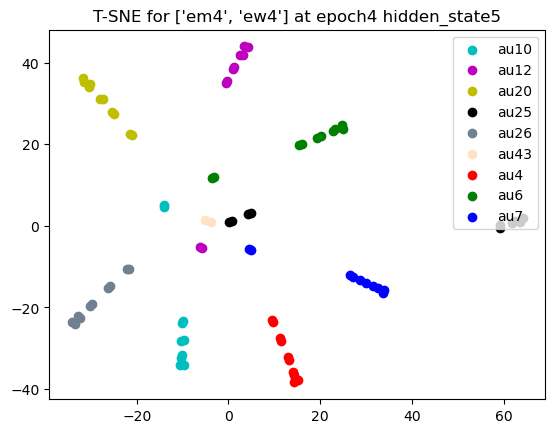 T-SNE for ['em4', 'ew4'] at epoch4 hidden_state5
au10
au12
au20
au25
au26
au43
au4
au6
au7
40
20
0
−20
−40
−20
0
20
40
60